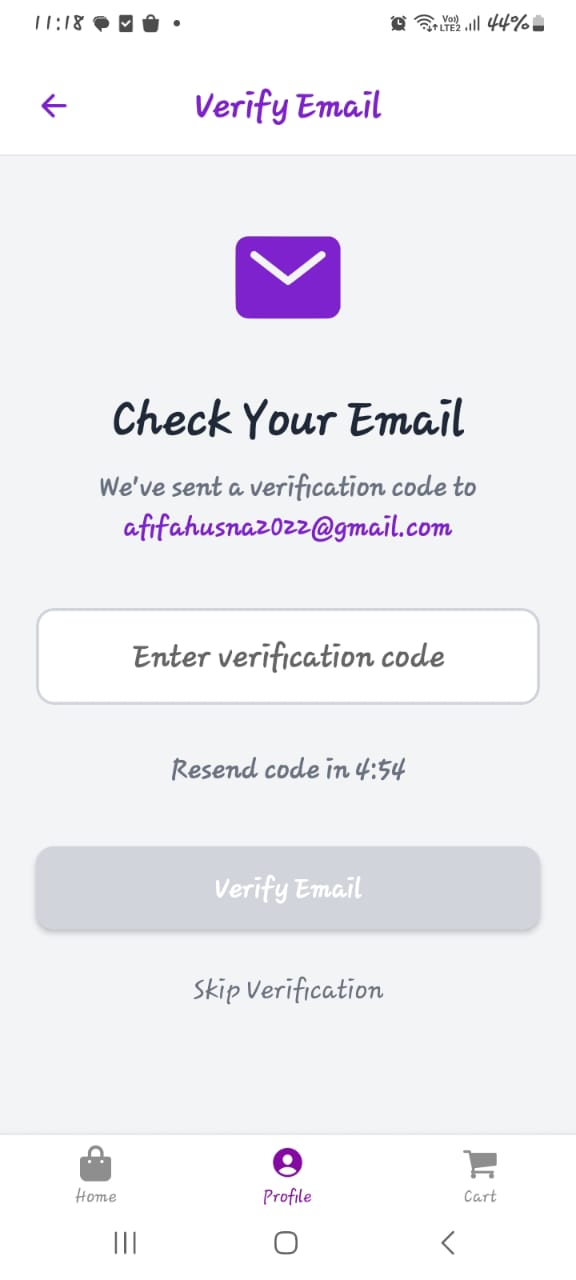 11:18
Vo))
LTE2
44%
Verify Email
Check Your Email
We've sent a verification code to
afifahusna2022@gmail.com
Enter verification code
Resend code in 4:54
Verify Email
Skip Verification
Home
Profile
Cart